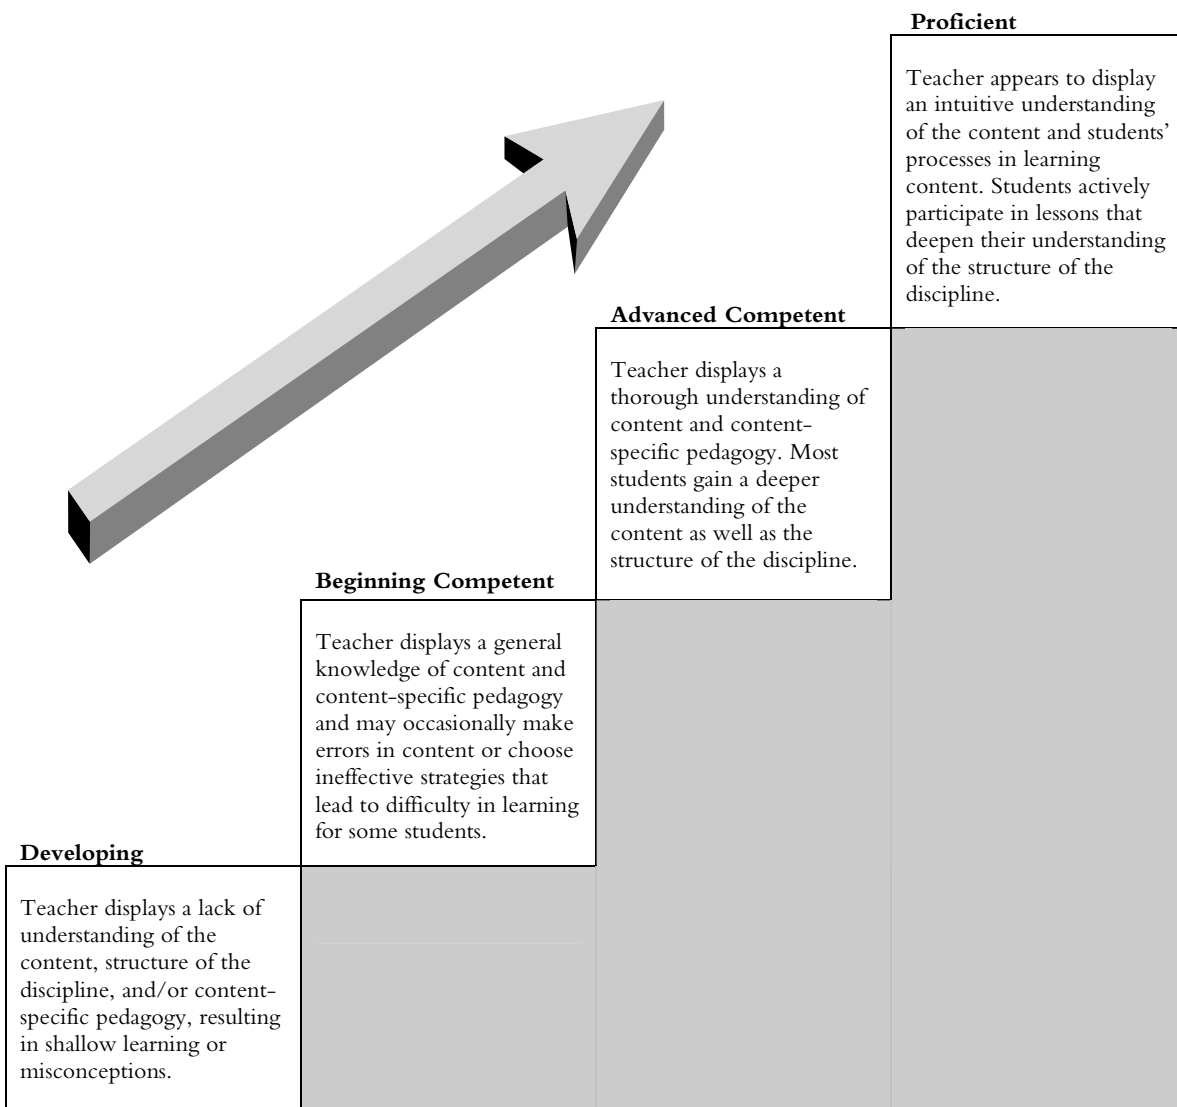 Proficient
Teacher appears to display
an intuitive understanding
of the content and students’
processes in learning
content. Students actively
participate in lessons that
deepen their understanding
of the structure of the
discipline.
Advanced Competent
Teacher displays a
thorough understanding of
content and content-
specific pedagogy. Most
students gain a deeper
understanding of the
content as well as the
structure of the discipline.
Beginning Competent
Teacher displays a general
knowledge of content and
content-specific pedagogy
and may occasionally make
errors in content or choose
ineffective strategies that
lead to difficulty in learning
for some students.
Developing
Teacher displays a lack of
understanding of the
content, structure of the
discipline, and/or content-
specific pedagogy, resulting
in shallow learning or
misconceptions.